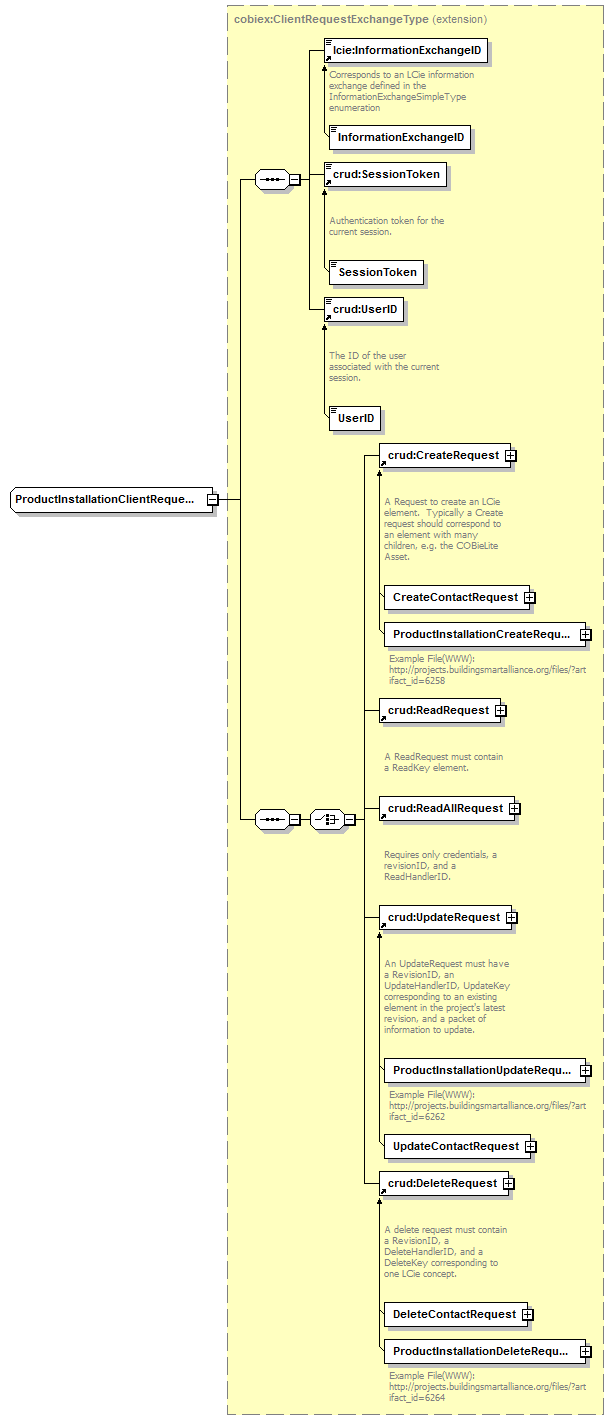 cobiex:ClientRequestExchangeType (extension)
lcie:InformationExchangeID
Corresponds to an LCie information
exchange defined in the
InformationExchangeSimpleType
enumeration
InformationExchangeID
crud:SessionToken
Authentication token for the
current session.
SessionToken
crud:UserID
The ID of the user
associated with the current
session.
UserID
ProductInstallationClientReque...
crud:CreateRequest
A Request to create an LCie
element.  Typically a Create
request should correspond to
an element with many
children, e.g. the COBieLite
Asset.
CreateContactRequest
ProductInstallationCreateRequ...
Example File(WWW):
http://projects.buildingsmartalliance.org/files/?art
ifact_id=6258
crud:ReadRequest
A ReadRequest must contain
a ReadKey element.
crud:ReadAllRequest
Requires only credentials, a
revisionID, and a
ReadHandlerID.
crud:UpdateRequest
An UpdateRequest must have
a RevisionID, an
UpdateHandlerID, UpdateKey
corresponding to an existing
element in the project's latest
revision, and a packet of
information to update.
ProductInstallationUpdateRequ...
Example File(WWW):
http://projects.buildingsmartalliance.org/files/?art
ifact_id=6262
UpdateContactRequest
crud:DeleteRequest
A delete request must contain
a RevisionID, a
DeleteHandlerID, and a
DeleteKey corresponding to
one LCie concept.
DeleteContactRequest
ProductInstallationDeleteRequ...
Example File(WWW):
http://projects.buildingsmartalliance.org/files/?art
ifact_id=6264